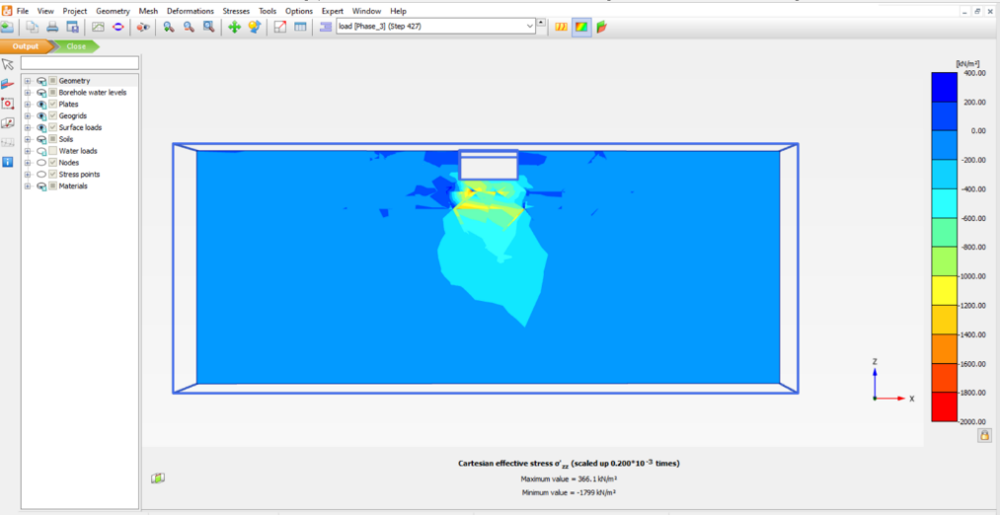 File View Project Geometry Mesh Deformations Stresses Tools Options Expert Window Help
load [Phase_3] (Step 427)
Output Close
Geometry
Borehole water levels
Plates
Geogrids
Surface loads
Soils
Water loads
Nodes
Stress points
Materials
[kN/m²]
400.00
200.00
0.00
-200.00
-400.00
-600.00
-800.00
-1000.00
-1200.00
-1400.00
-1600.00
-1800.00
-2000.00
Z
X
Cartesian effective stress σ'zz (scaled up 0.200*10⁻³ times)
Maximum value = 366.1 kN/m²
Minimum value = -1799 kN/m²